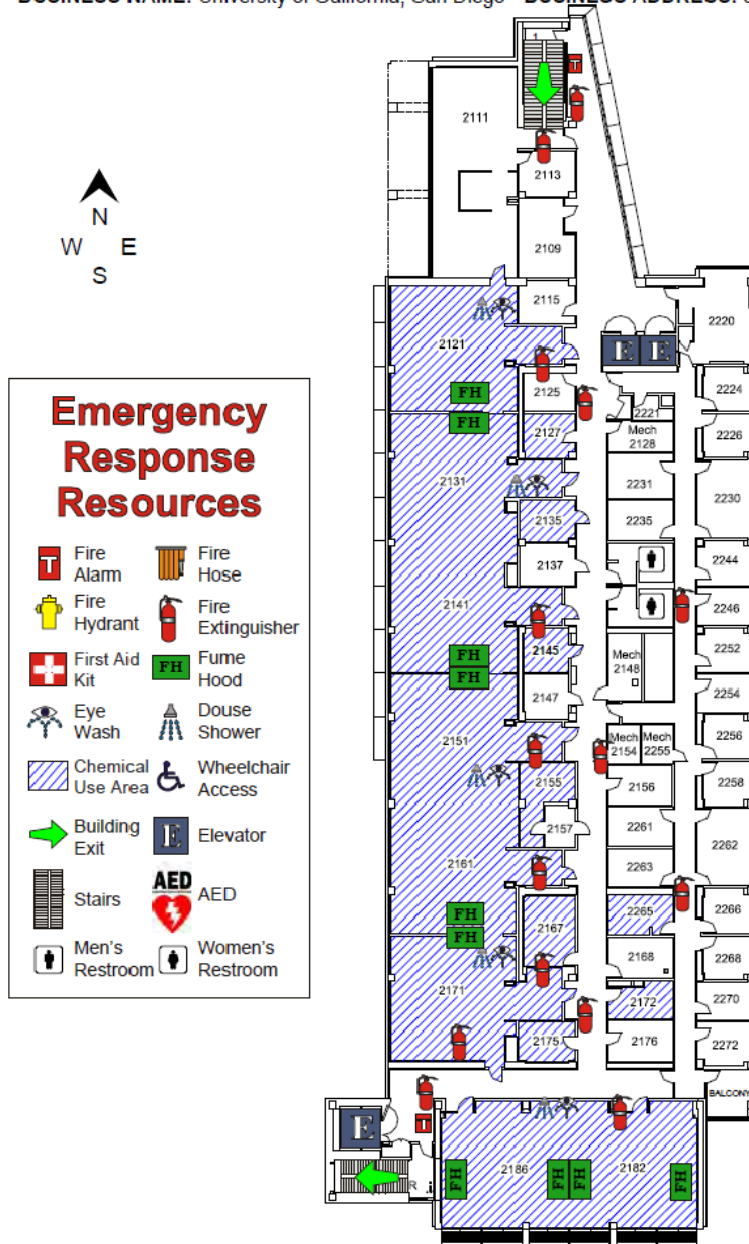 BUSINESS NAME: University of California, San Diego BUSINESS ADDRESS:
N
W E
S
Emergency
Response
Resources
T Fire Alarm
Fire Hose
Fire Hydrant
Fire Extinguisher
First Aid Kit
FH Fume Hood
Eye Wash
Douse Shower
Chemical Use Area
Wheelchair Access
Building Exit
E Elevator
Stairs
AED AED
Men's Restroom
Women's Restroom
1
T
2111
2113
2109
2115
2121
E E
2220
FH
2125
2224
2221
FH
2127
Mech
2128
2226
2131
2231
2230
2135
2235
2137
2244
2141
2246
FH
2145
Mech
2148
2252
FH
2147
2254
2151
Mech
2154
Mech
2255
2256
2155
2156
2258
2157
2261
2262
2161
2263
FH
2265
2266
FH
2167
2168
2268
2171
2172
2270
2175
2176
2272
BALCONY
T
E
R
FH 2186 FH FH 2182 FH